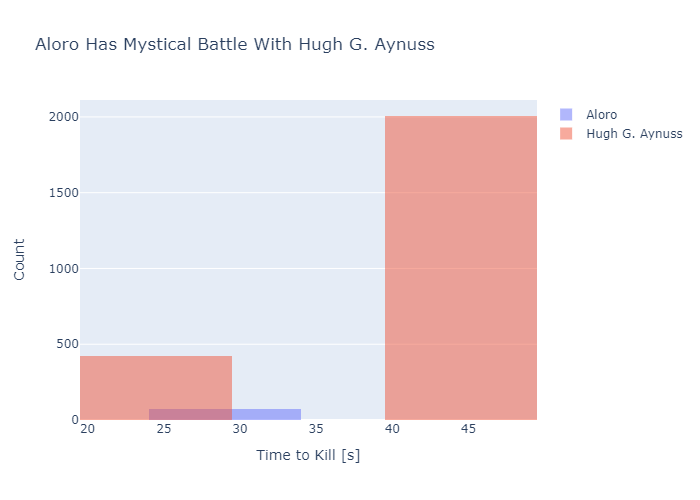 Aloro Has Mystical Battle With Hugh G. Aynuss
Aloro
Hugh G. Aynuss
2000
1500
1000
500
0
20 25 30 35 40 45
Count
Time to Kill [s]